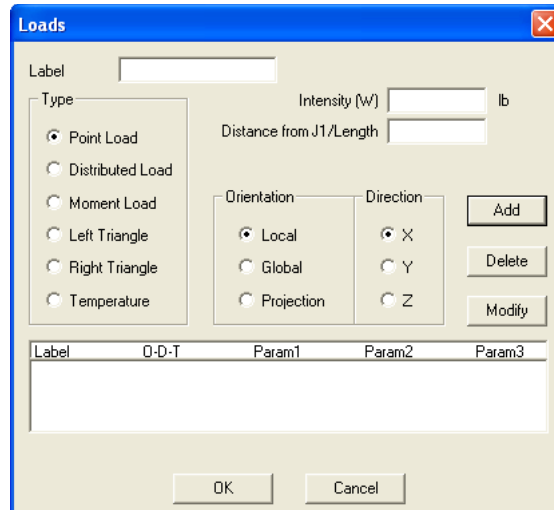 Loads
Label
Type
Intensity (W) lb
Point Load
Distance from J1/Length
Distributed Load
Moment Load
Orientation Direction
Add
Left Triangle
Local X
Right Triangle
Global Y
Delete
Temperature
Projection Z
Modify
Label O-D-T Param1 Param2 Param3
OK Cancel